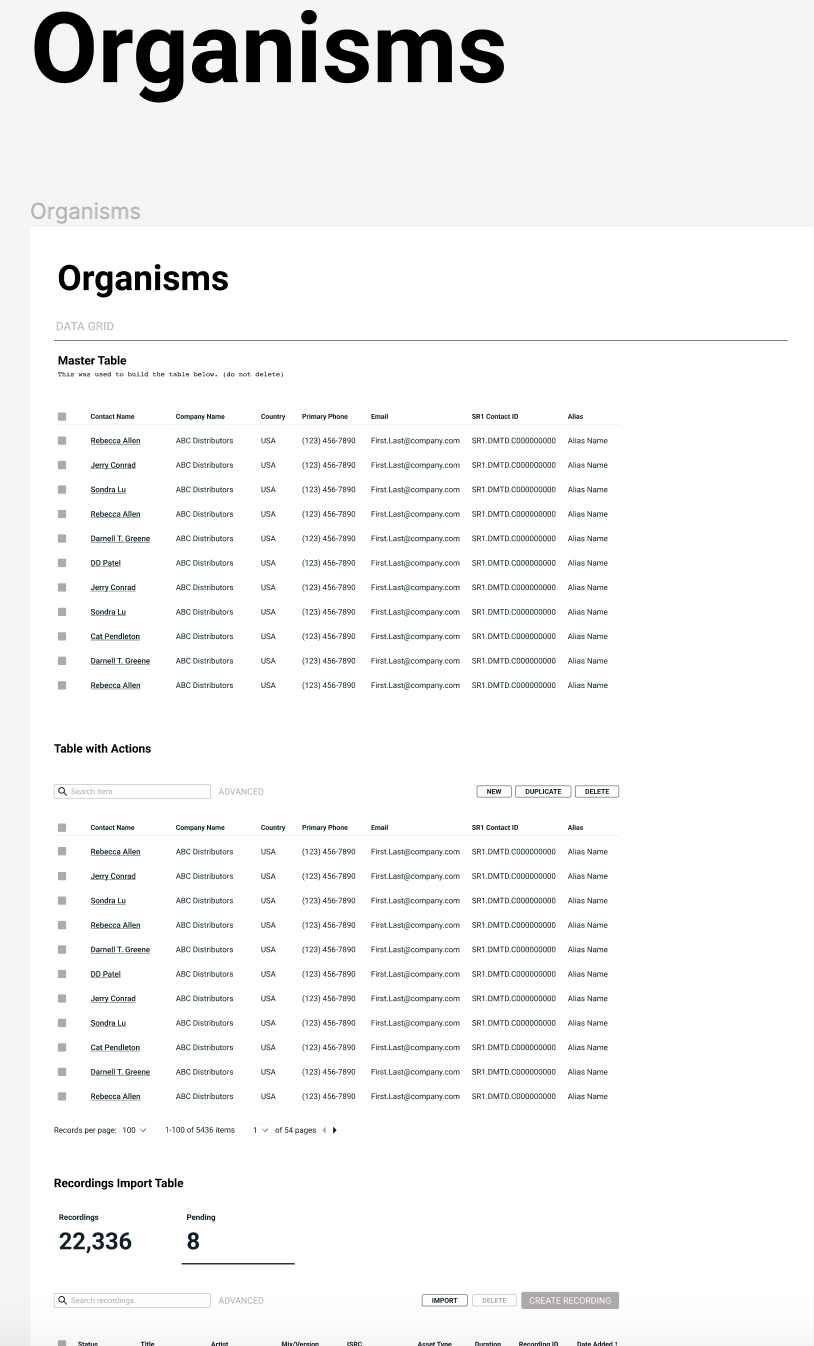 Organisms
Organisms
Organisms
DATA GRID
Master Table
This was used to build the table below. (do not delete)
Contact Name Company Name Country Primary Phone Email SR1 Contact ID Alias
Rebecca Allen ABC Distributors USA (123) 456-7890 First.Last@company.com SR1.DMTD.C000000000 Alias Name
Jerry Conrad ABC Distributors USA (123) 456-7890 First.Last@company.com SR1.DMTD.C000000000 Alias Name
Sondra Lu ABC Distributors USA (123) 456-7890 First.Last@company.com SR1.DMTD.C000000000 Alias Name
Rebecca Allen ABC Distributors USA (123) 456-7890 First.Last@company.com SR1.DMTD.C000000000 Alias Name
Darnell T. Greene ABC Distributors USA (123) 456-7890 First.Last@company.com SR1.DMTD.C000000000 Alias Name
DD Patel ABC Distributors USA (123) 456-7890 First.Last@company.com SR1.DMTD.C000000000 Alias Name
Jerry Conrad ABC Distributors USA (123) 456-7890 First.Last@company.com SR1.DMTD.C000000000 Alias Name
Sondra Lu ABC Distributors USA (123) 456-7890 First.Last@company.com SR1.DMTD.C000000000 Alias Name
Cat Pendleton ABC Distributors USA (123) 456-7890 First.Last@company.com SR1.DMTD.C000000000 Alias Name
Darnell T. Greene ABC Distributors USA (123) 456-7890 First.Last@company.com SR1.DMTD.C000000000 Alias Name
Rebecca Allen ABC Distributors USA (123) 456-7890 First.Last@company.com SR1.DMTD.C000000000 Alias Name
Table with Actions
Search item ADVANCED NEW DUPLICATE DELETE
Contact Name Company Name Country Primary Phone Email SR1 Contact ID Alias
Rebecca Allen ABC Distributors USA (123) 456-7890 First.Last@company.com SR1.DMTD.C000000000 Alias Name
Jerry Conrad ABC Distributors USA (123) 456-7890 First.Last@company.com SR1.DMTD.C000000000 Alias Name
Sondra Lu ABC Distributors USA (123) 456-7890 First.Last@company.com SR1.DMTD.C000000000 Alias Name
Rebecca Allen ABC Distributors USA (123) 456-7890 First.Last@company.com SR1.DMTD.C000000000 Alias Name
Darnell T. Greene ABC Distributors USA (123) 456-7890 First.Last@company.com SR1.DMTD.C000000000 Alias Name
DD Patel ABC Distributors USA (123) 456-7890 First.Last@company.com SR1.DMTD.C000000000 Alias Name
Jerry Conrad ABC Distributors USA (123) 456-7890 First.Last@company.com SR1.DMTD.C000000000 Alias Name
Sondra Lu ABC Distributors USA (123) 456-7890 First.Last@company.com SR1.DMTD.C000000000 Alias Name
Cat Pendleton ABC Distributors USA (123) 456-7890 First.Last@company.com SR1.DMTD.C000000000 Alias Name
Darnell T. Greene ABC Distributors USA (123) 456-7890 First.Last@company.com SR1.DMTD.C000000000 Alias Name
Rebecca Allen ABC Distributors USA (123) 456-7890 First.Last@company.com SR1.DMTD.C000000000 Alias Name
Records per page: 100 1-100 of 5436 items 1 of 54 pages
Recordings Import Table
Recordings Pending
22,336 8
Search recordings ADVANCED IMPORT DELETE CREATE RECORDING
Status Title Artist Mix/Version ISRC Asset Type Duration Recording ID Date Added ↑